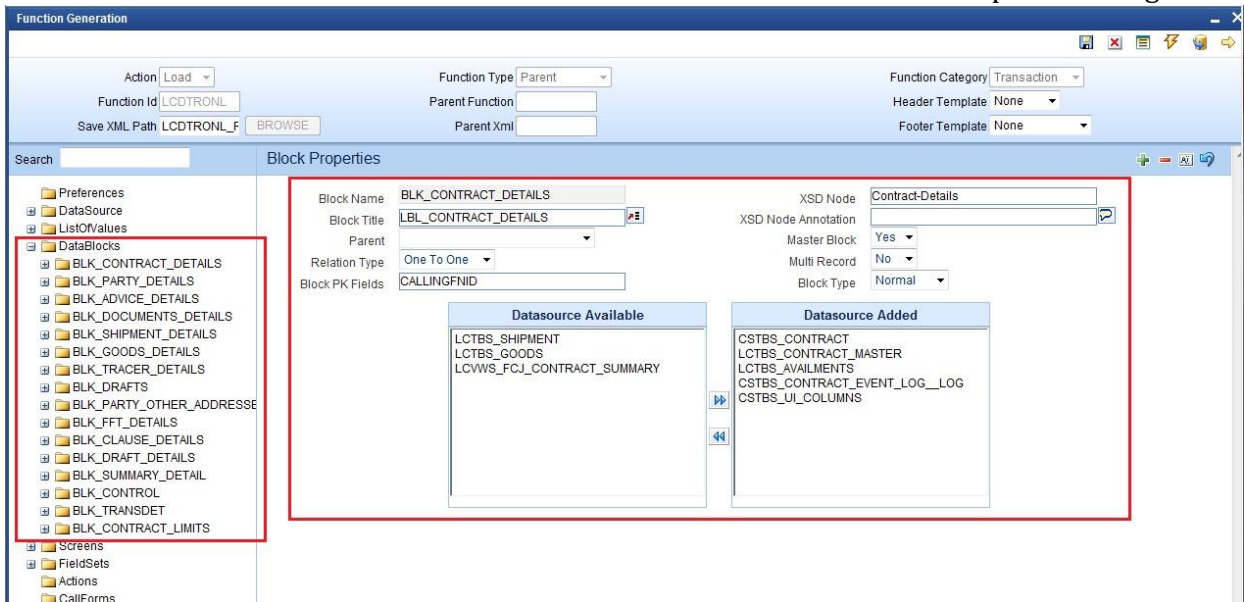 Function Generation
Action Load Function Type Parent Function Category Transaction
Function Id LCDTRONL Parent Function Header Template None
Save XML Path LCDTRONL_F BROWSE Parent Xml Footer Template None
Search Block Properties
Preferences
DataSource
ListOfValues
DataBlocks
BLK_CONTRACT_DETAILS
BLK_PARTY_DETAILS
BLK_ADVICE_DETAILS
BLK_DOCUMENTS_DETAILS
BLK_SHIPMENT_DETAILS
BLK_GOODS_DETAILS
BLK_TRACER_DETAILS
BLK_DRAFTS
BLK_PARTY_OTHER_ADDRESSE
BLK_FFT_DETAILS
BLK_CLAUSE_DETAILS
BLK_DRAFT_DETAILS
BLK_SUMMARY_DETAIL
BLK_CONTROL
BLK_TRANSDET
BLK_CONTRACT_LIMITS
Screens
FieldSets
Actions
CallForms
Block Name BLK_CONTRACT_DETAILS XSD Node Contract-Details
Block Title LBL_CONTRACT_DETAILS XSD Node Annotation
Parent Master Block Yes
Relation Type One To One Multi Record No
Block PK Fields CALLINGFNID Block Type Normal
Datasource Available
LCTBS_SHIPMENT
LCTBS_GOODS
LCVWS_FCJ_CONTRACT_SUMMARY
Datasource Added
CSTBS_CONTRACT
LCTBS_CONTRACT_MASTER
LCTBS_AVAILMENTS
CSTBS_CONTRACT_EVENT_LOG__LOG
CSTBS_UI_COLUMNS